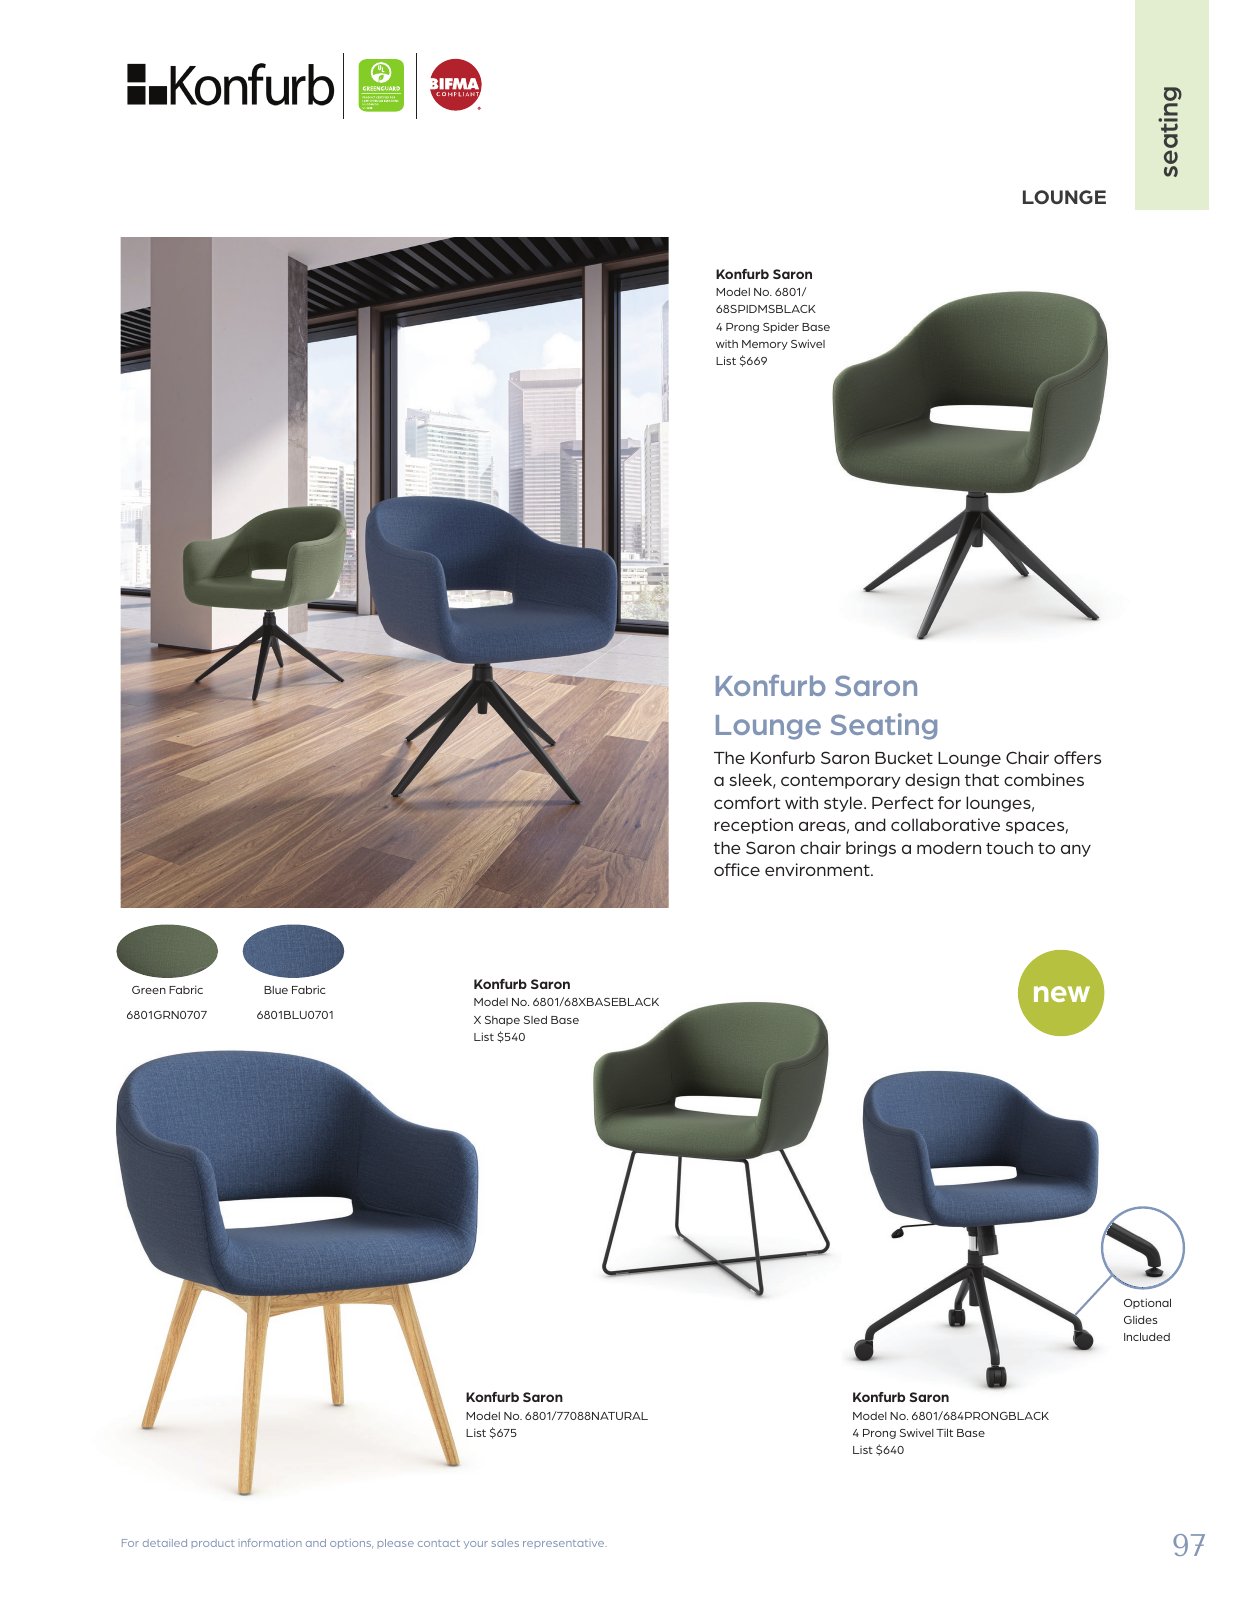 Konfurb
UL
GREENGUARD
BIFMA
COMPLIANT
seating
LOUNGE
Konfurb Saron
Model No. 6801/
68SPIDMSBLACK
4 Prong Spider Base
with Memory Swivel
List $669
Konfurb Saron
Lounge Seating
The Konfurb Saron Bucket Lounge Chair offers
a sleek, contemporary design that combines
comfort with style. Perfect for lounges,
reception areas, and collaborative spaces,
the Saron chair brings a modern touch to any
office environment.
Green Fabric
6801GRN0707
Blue Fabric
6801BLU0701
Konfurb Saron
Model No. 6801/68XBASEBLACK
X Shape Sled Base
List $540
new
Optional
Glides
Included
Konfurb Saron
Model No. 6801/77088NATURAL
List $675
Konfurb Saron
Model No. 6801/684PRONGBLACK
4 Prong Swivel Tilt Base
List $640
For detailed product information and options, please contact your sales representative.
97